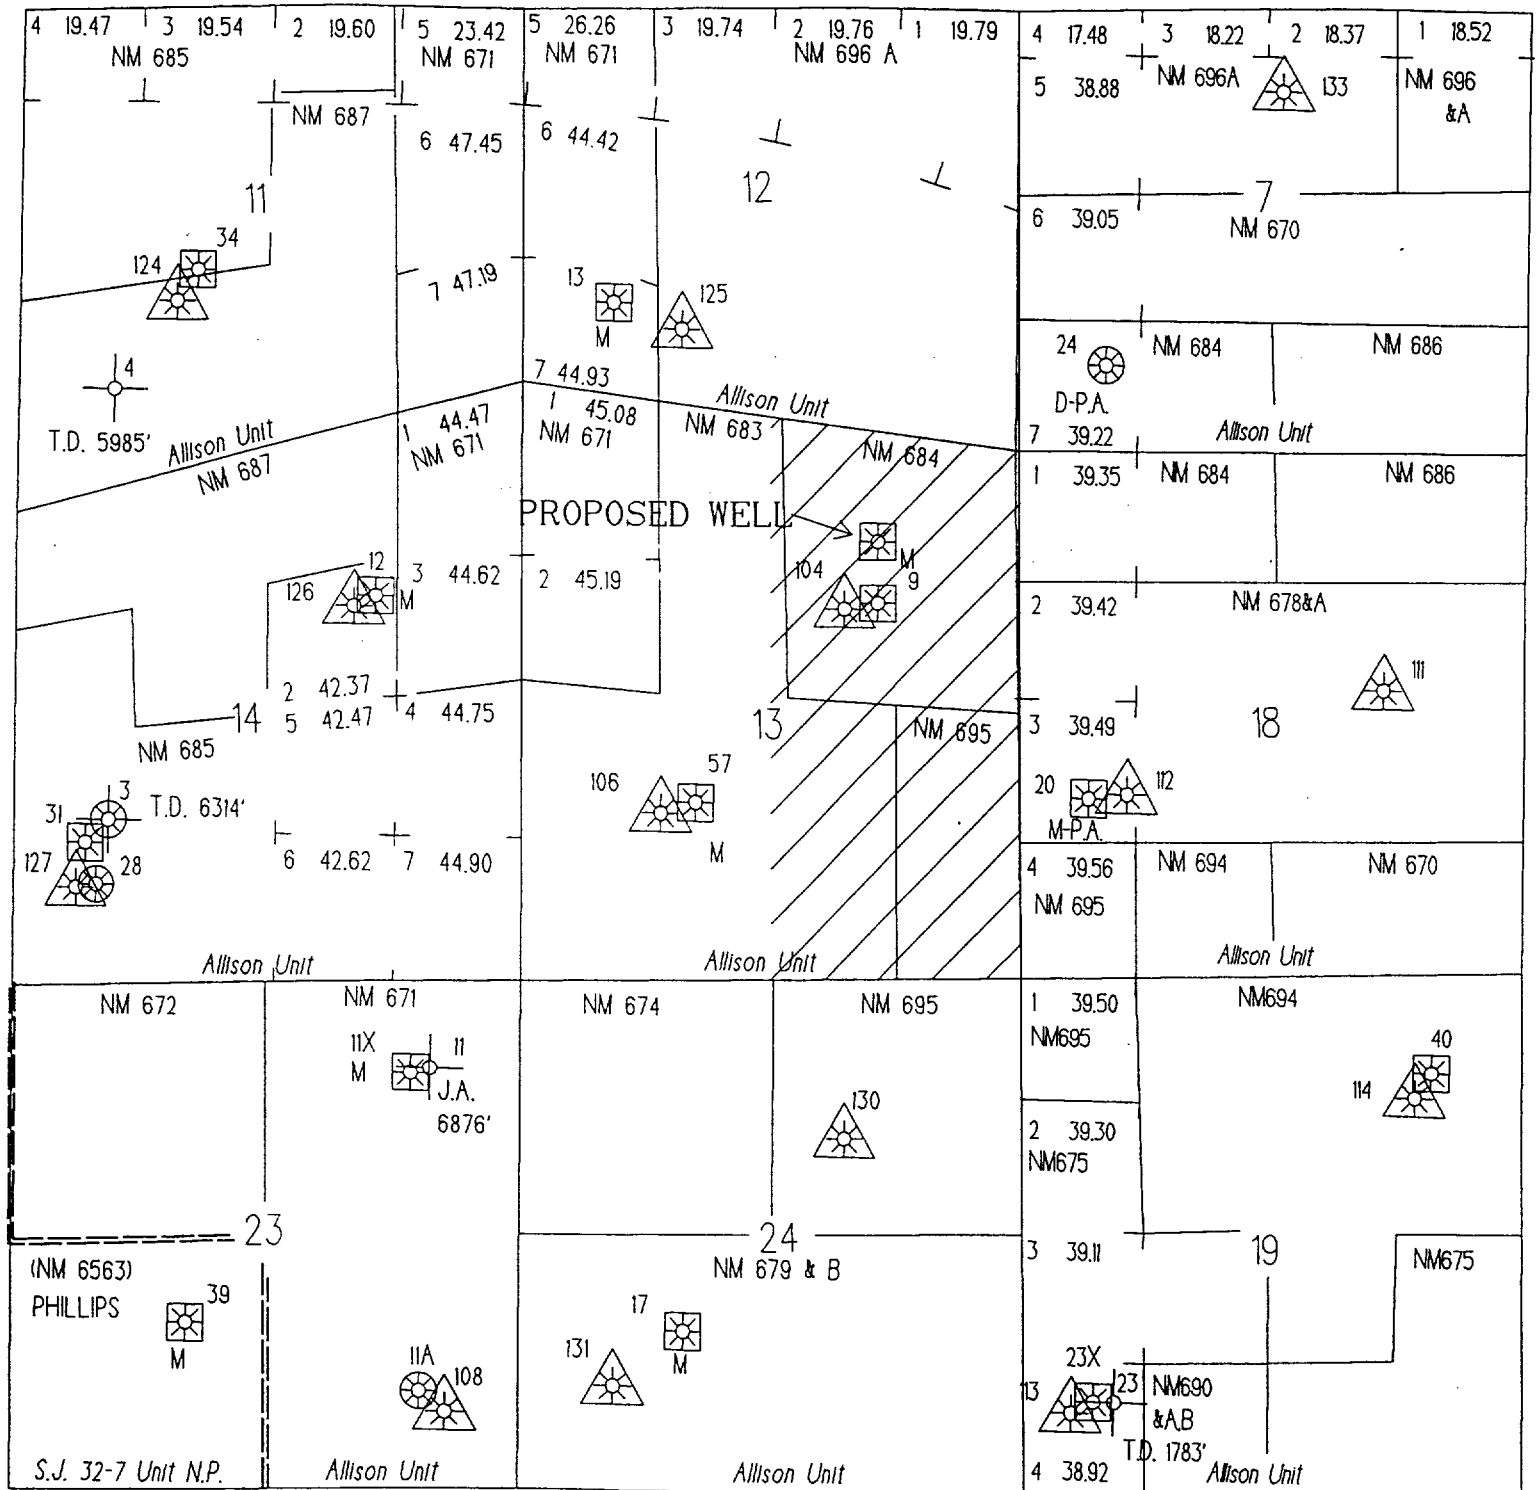 4 19.47 3 19.54 2 19.60 5 23.42 5 26.26 3 19.74 2 19.76 1 19.79 4 17.48 3 18.22 2 18.37 1 18.52
NM 685 NM 671 NM 671 NM 696 A
5 38.88 NM 696A 133 NM 696
&A
NM 687
6 47.45 6 44.42
11 12 7
6 39.05 NM 670
34
124
7 47.19 13 125
M
24 NM 684 NM 686
4
7 44.93
D-P.A.
T.D. 5985'
Allison Unit
Allison Unit
7 39.22 Allison Unit
1 44.47 1 45.08 NM 683
NM 671 NM 671
NM 687
NM 684
1 39.35 NM 684 NM 686
PROPOSED WELL
M
12 3 44.62 2 45.19 104 9
126 M
2 39.42 NM 678&A
111
2 42.37
5 42.47 4 44.75
14 13 18
NM 685 NM 695 3 39.49
3 T.D. 6314' 106 57 20 112
31
M-P.A.
127 28 6 42.62 7 44.90 M
4 39.56 NM 694 NM 670
NM 695
Allison Unit Allison Unit Allison Unit
NM 672 NM 671 NM 674 NM 695 1 39.50 NM694
NM695
11X 11 40
M J.A. 114
6876'
130
2 39.30
NM675
23 24 19
3 39.11
(NM 6563) NM 679 & B NM675
PHILLIPS 39 17
M M
11A 131 23X
108 13 23 NM690
&A,B
T.D. 1783'
S.J. 32-7 Unit N.P. Allison Unit Allison Unit 4 38.92 Allison Unit